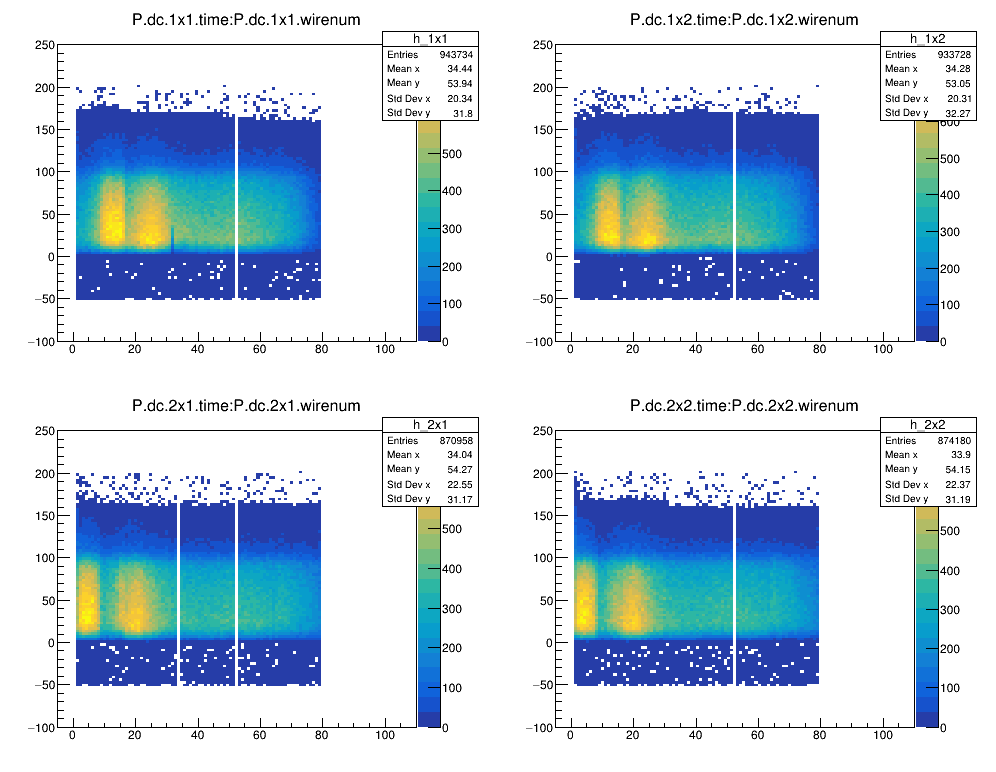 P.dc.1x1.time:P.dc.1x1.wirenum
h_1x1
Entries 943734
Mean x 34.44
Mean y 53.94
Std Dev x 20.34
Std Dev y 31.8
250
200
150
100
50
0
−50
−100
0 20 40 60 80 100
500
400
300
200
100
0
P.dc.1x2.time:P.dc.1x2.wirenum
h_1x2
Entries 933728
Mean x 34.28
Mean y 53.05
Std Dev x 20.31
Std Dev y 32.27
250
200
150
100
50
0
−50
−100
0 20 40 60 80 100
600
500
400
300
200
100
0
P.dc.2x1.time:P.dc.2x1.wirenum
h_2x1
Entries 870958
Mean x 34.04
Mean y 54.27
Std Dev x 22.55
Std Dev y 31.17
250
200
150
100
50
0
−50
−100
0 20 40 60 80 100
500
400
300
200
100
0
P.dc.2x2.time:P.dc.2x2.wirenum
h_2x2
Entries 874180
Mean x 33.9
Mean y 54.15
Std Dev x 22.37
Std Dev y 31.19
250
200
150
100
50
0
−50
−100
0 20 40 60 80 100
500
400
300
200
100
0